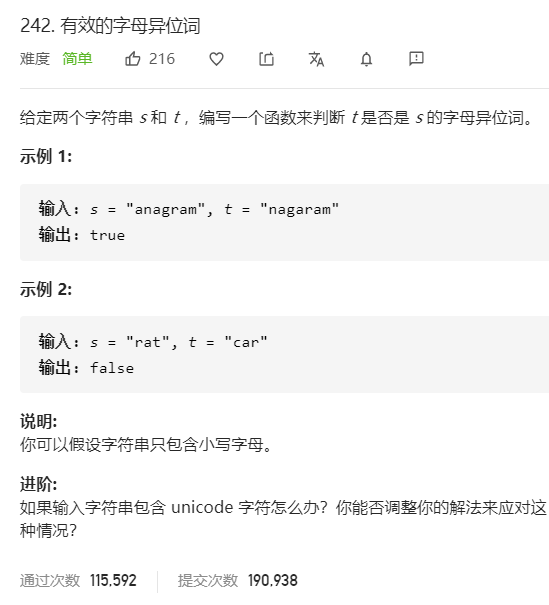 242. 有效的字母异位词
难度 简单 216
给定两个字符串 s 和 t ，编写一个函数来判断 t 是否是 s 的字母异位词。
示例 1:
输入: s = "anagram", t = "nagaram"
输出: true
示例 2:
输入: s = "rat", t = "car"
输出: false
说明:
你可以假设字符串只包含小写字母。
进阶:
如果输入字符串包含 unicode 字符怎么办？你能否调整你的解法来应对这
种情况？
通过次数 115,592 提交次数 190,938